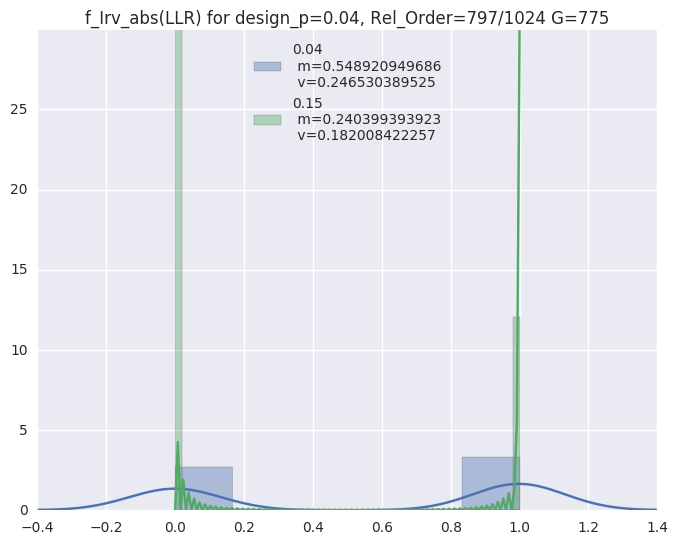 f_Irv_abs(LLR) for design_p=0.04, Rel_Order=797/1024 G=775
0.04
m=0.548920949686
v=0.246530389525
0.15
m=0.240399393923
v=0.182008422257
25
20
15
10
5
0
−0.4 −0.2 0.0 0.2 0.4 0.6 0.8 1.0 1.2 1.4